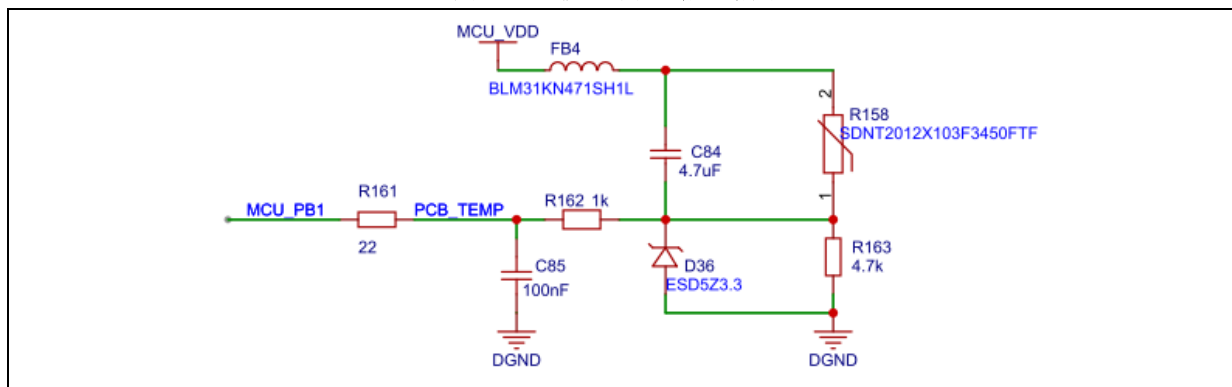 MCU_VDD
FB4
BLM31KN471SH1L
2
R158
SDNT2012X103F3450FTF
C84
4.7uF
1
R161
R162 1k
MCU_PB1
PCB_TEMP
22
R163
4.7k
C85
100nF
D36
ESD5Z3.3
DGND
DGND